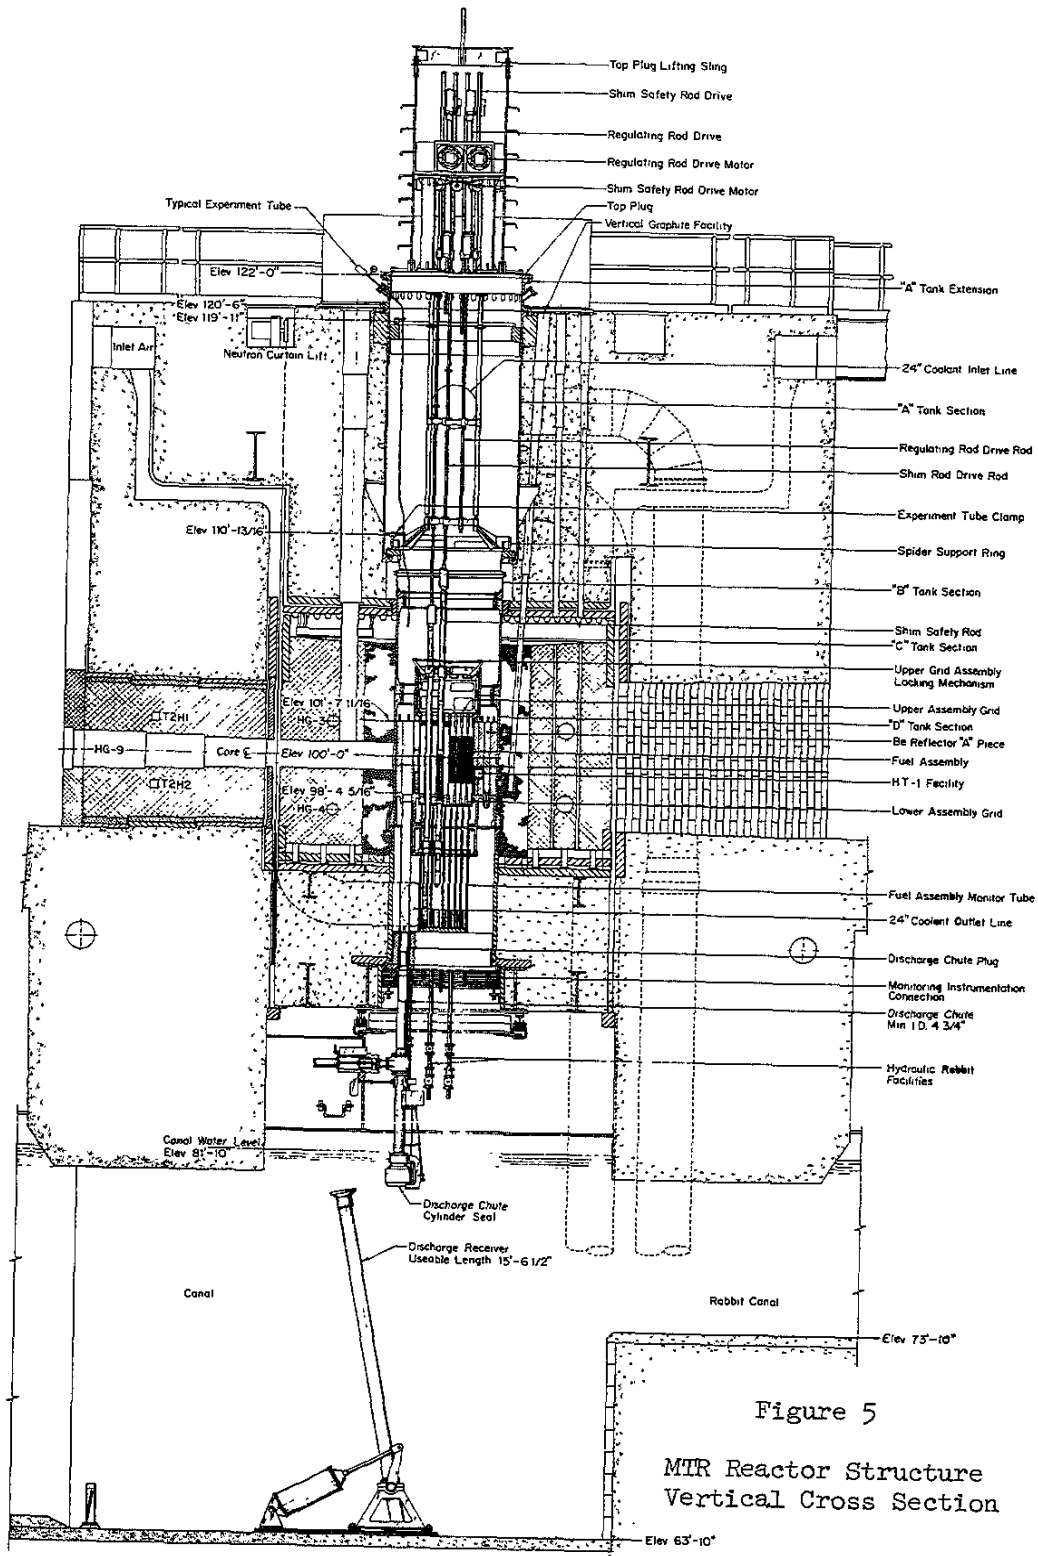 Top Plug Lifting Sling
Shim Safety Rod Drive
Regulating Rod Drive
Regulating Rod Drive Motor
Shim Safety Rod Drive Motor
Top Plug
Vertical Graphite Facility
Typical Experiment Tube
Elev 122'-0"
"A" Tank Extension
Elev 120'-6"
Elev 119'-11"
Inlet Air
Neutron Curtain Lift
24" Coolant Inlet Line
"A" Tank Section
Regulating Rod Drive Rod
Shim Rod Drive Rod
Experiment Tube Clamp
Elev 110'-13/16
Spider Support Ring
"B" Tank Section
Shim Safety Rod
"C" Tank Section
Upper Grid Assembly
Locking Mechanism
Elev 101'-7 11/16"
Upper Assembly Grid
T2H1
HG-3
"D" Tank Section
Be Reflector "A" Piece
HG-9
Core ℄
Elev 100'-0"
Fuel Assembly
T2H2
HT-1 Facility
Elev 98'-4 5/16"
HG-4
Lower Assembly Grid
Fuel Assembly Monitor Tube
24" Coolant Outlet Line
Discharge Chute Plug
Monitoring Instrumentation
Connection
Discharge Chute
Min I D. 4 3/4"
Hydraulic Rabbit
Facilities
Canal Water Level
Elev 81'-10"
Discharge Chute
Cylinder Seal
Discharge Receiver
Useable Length 15'-6 1/2"
Canal
Rabbit Canal
Elev 73'-10"
Figure 5
MTR Reactor Structure
Vertical Cross Section
Elev 63'-10"